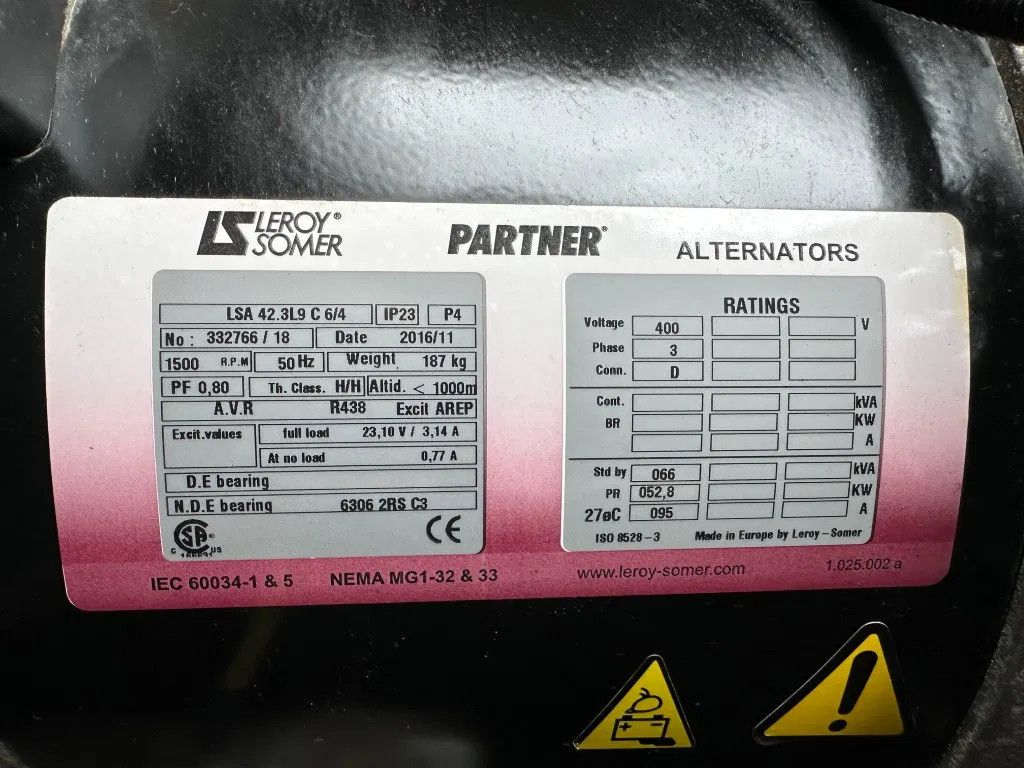 LEROY®
SOMER
PARTNER®
ALTERNATORS
LSA 42.3L9 C 6/4 IP23 P4
No : 332766 / 18 Date 2016/11
1500 R.P.M 50 Hz Weight 187 kg
PF 0,80 Th. Class. H/H Altid. < 1000m
A.V.R R438 Excit AREP
Excit.values full load 23,10 V / 3,14 A
At no load 0,77 A
D.E bearing
N.D.E bearing 6306 2RS C3
C US
CE
RATINGS
Voltage 400 V
Phase 3
Conn. D
Cont. kVA
BR KW
A
Std by 066 kVA
PR 052,8 KW
27øC 095 A
ISO 8528-3 Made in Europe by Leroy-Somer
IEC 60034-1 & 5 NEMA MG1-32 & 33
www.leroy-somer.com 1.025.002 a